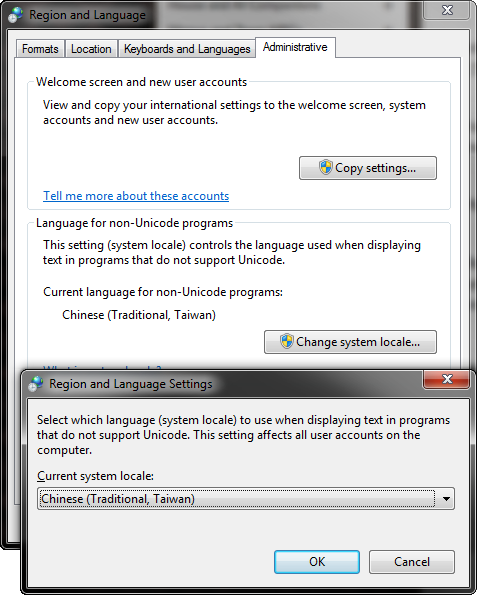 Region and Language
Formats
Location
Keyboards and Languages
Administrative
Welcome screen and new user accounts
View and copy your international settings to the welcome screen, system
accounts and new user accounts.
Copy settings...
Tell me more about these accounts
Language for non-Unicode programs
This setting (system locale) controls the language used when displaying
text in programs that do not support Unicode.
Current language for non-Unicode programs:
Chinese (Traditional, Taiwan)
Change system locale...
Region and Language Settings
Select which language (system locale) to use when displaying text in programs
that do not support Unicode. This setting affects all user accounts on the
computer.
Current system locale:
Chinese (Traditional, Taiwan)
OK
Cancel